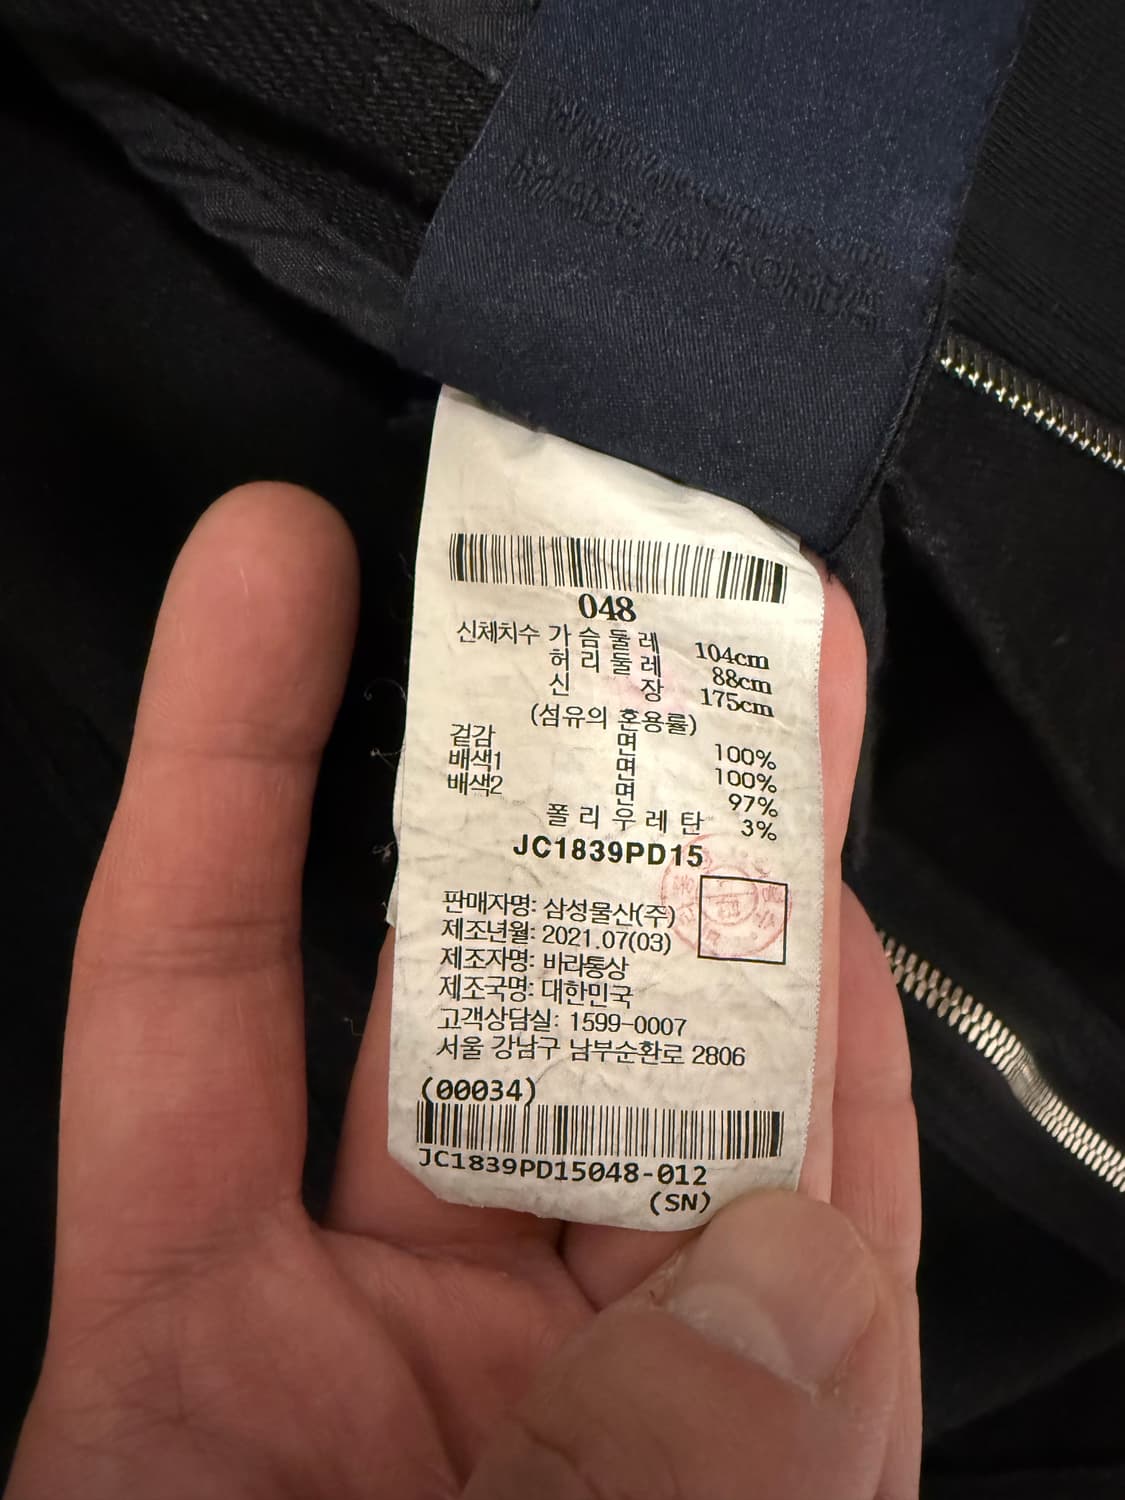 MADE IN KOREA
048
신체치수 가슴둘레 104cm
허리둘레 88cm
신장 175cm
(섬유의 혼용률)
겉감 면 100%
배색1 면 100%
배색2 면 97%
폴리우레탄 3%
JC1839PD15
판매자명: 삼성물산(주)
제조년월: 2021.07(03)
제조자명: 바라통상
제조국명: 대한민국
고객상담실: 1599-0007
서울 강남구 남부순환로 2806
(00034)
JC1839PD15048-012
(SN)